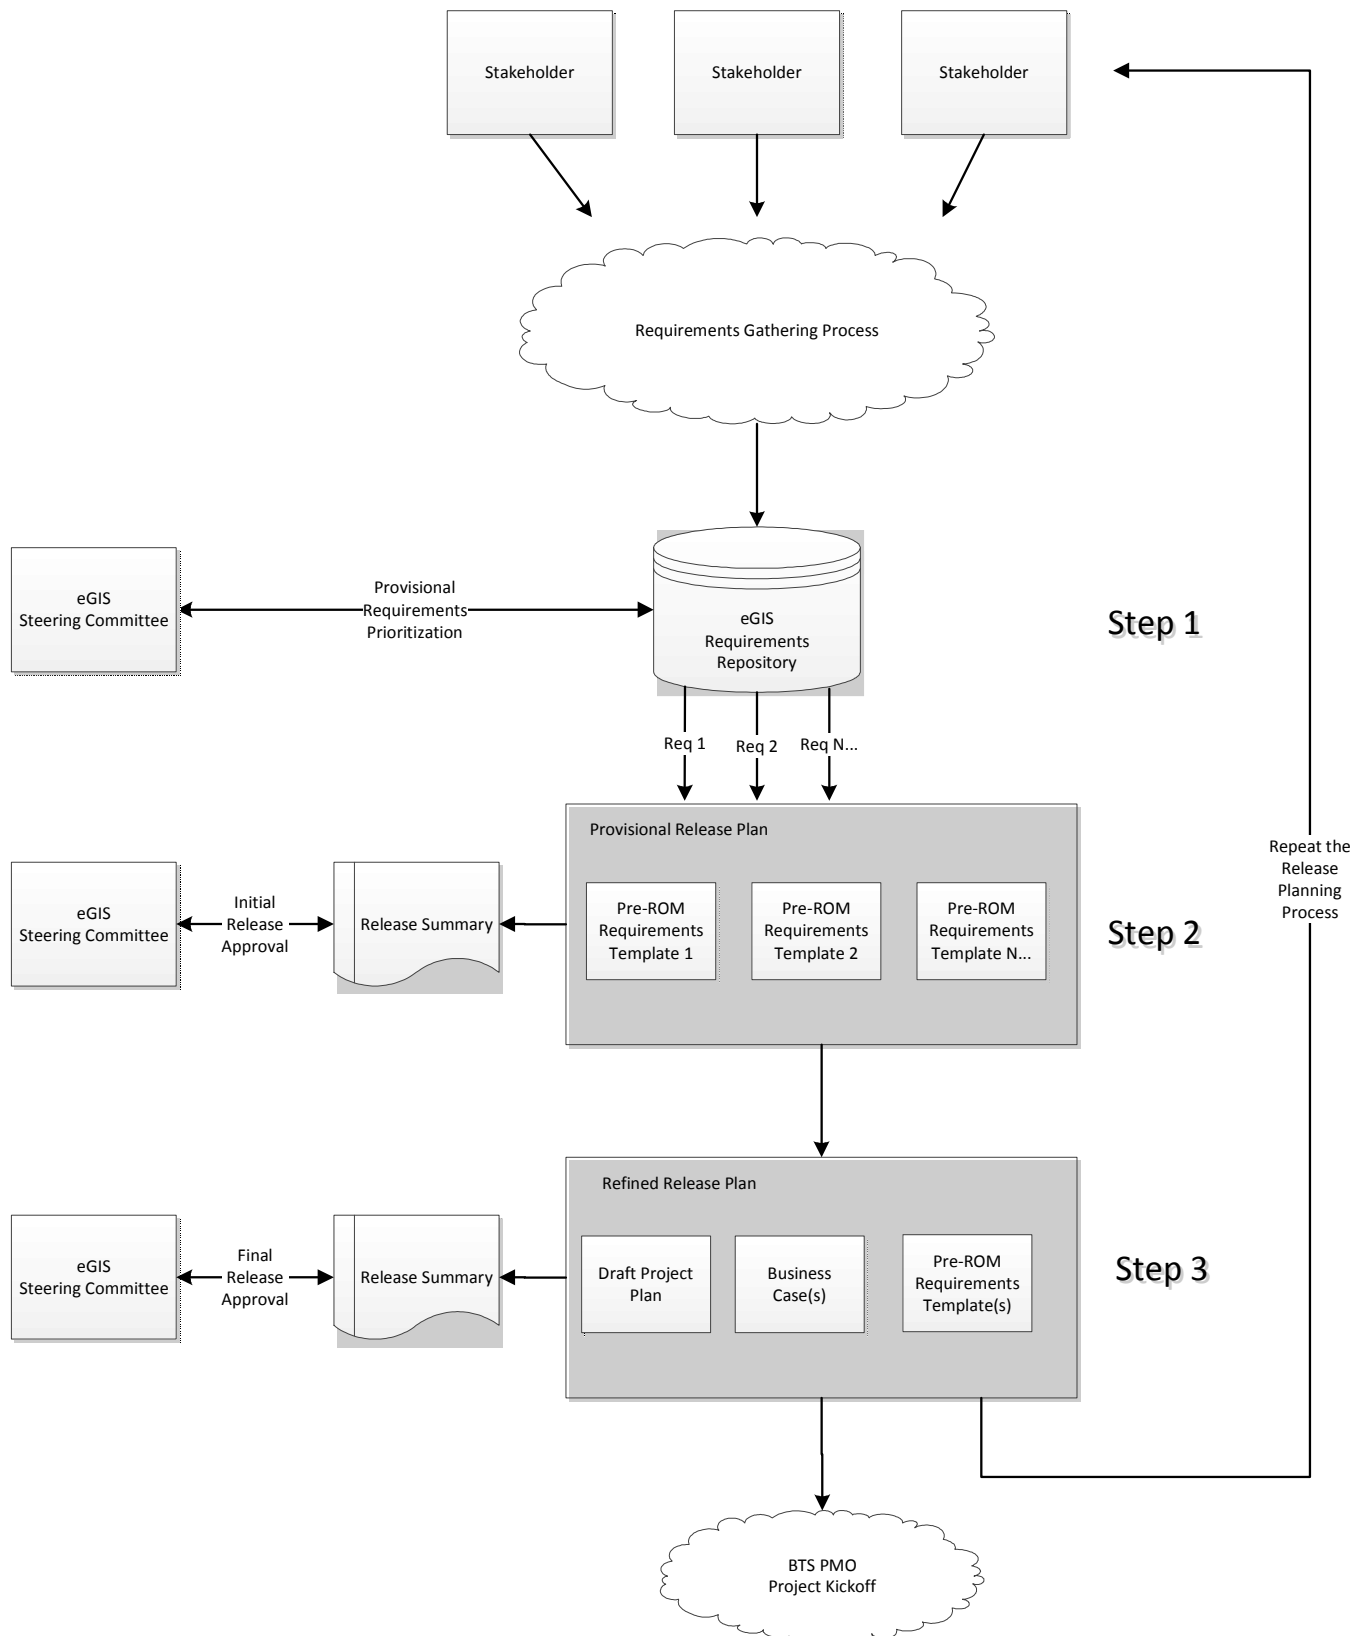 Stakeholder
Stakeholder
Stakeholder
Requirements Gathering Process
eGIS
Steering Committee
Provisional
Requirements
Prioritization
eGIS
Requirements
Repository
Step 1
Req 1
Req 2
Req N...
Provisional Release Plan
eGIS
Steering Committee
Initial
Release
Approval
Release Summary
Pre-ROM
Requirements
Template 1
Pre-ROM
Requirements
Template 2
Pre-ROM
Requirements
Template N...
Step 2
Repeat the
Release
Planning
Process
Refined Release Plan
eGIS
Steering Committee
Final
Release
Approval
Release Summary
Draft Project
Plan
Business
Case(s)
Pre-ROM
Requirements
Template(s)
Step 3
BTS PMO
Project Kickoff